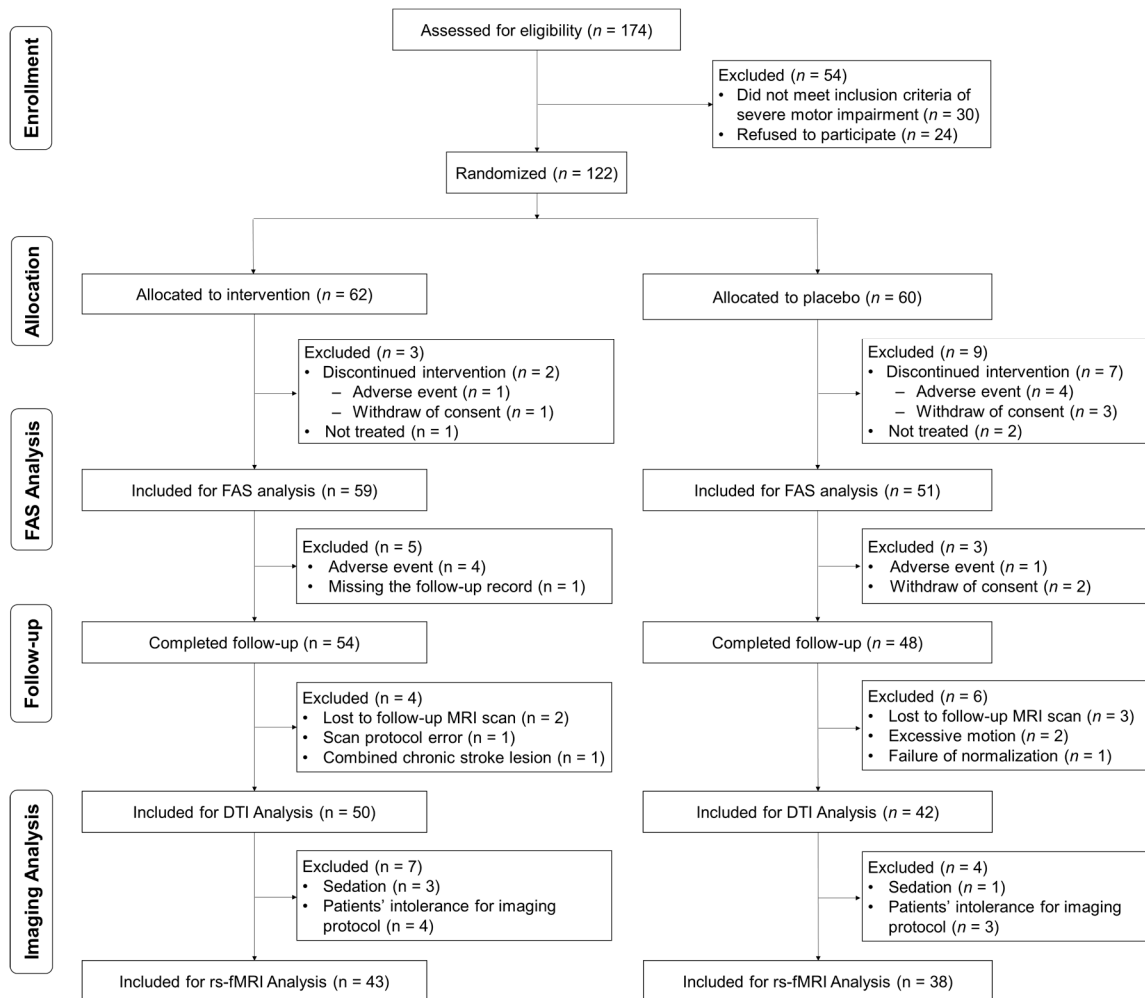 Enrollment
Assessed for eligibility (n = 174)
Excluded (n = 54)
• Did not meet inclusion criteria of
severe motor impairment (n = 30)
• Refused to participate (n = 24)
Randomized (n = 122)
Allocation
Allocated to intervention (n = 62)
Allocated to placebo (n = 60)
Excluded (n = 3)
• Discontinued intervention (n = 2)
– Adverse event (n = 1)
– Withdraw of consent (n = 1)
• Not treated (n = 1)
Excluded (n = 9)
• Discontinued intervention (n = 7)
– Adverse event (n = 4)
– Withdraw of consent (n = 3)
• Not treated (n = 2)
FAS Analysis
Included for FAS analysis (n = 59)
Included for FAS analysis (n = 51)
Excluded (n = 5)
• Adverse event (n = 4)
• Missing the follow-up record (n = 1)
Excluded (n = 3)
• Adverse event (n = 1)
• Withdraw of consent (n = 2)
Follow-up
Completed follow-up (n = 54)
Completed follow-up (n = 48)
Excluded (n = 4)
• Lost to follow-up MRI scan (n = 2)
• Scan protocol error (n = 1)
• Combined chronic stroke lesion (n = 1)
Excluded (n = 6)
• Lost to follow-up MRI scan (n = 3)
• Excessive motion (n = 2)
• Failure of normalization (n = 1)
Imaging Analysis
Included for DTI Analysis (n = 50)
Included for DTI Analysis (n = 42)
Excluded (n = 7)
• Sedation (n = 3)
• Patients’ intolerance for imaging
protocol (n = 4)
Excluded (n = 4)
• Sedation (n = 1)
• Patients’ intolerance for imaging
protocol (n = 3)
Included for rs-fMRI Analysis (n = 43)
Included for rs-fMRI Analysis (n = 38)